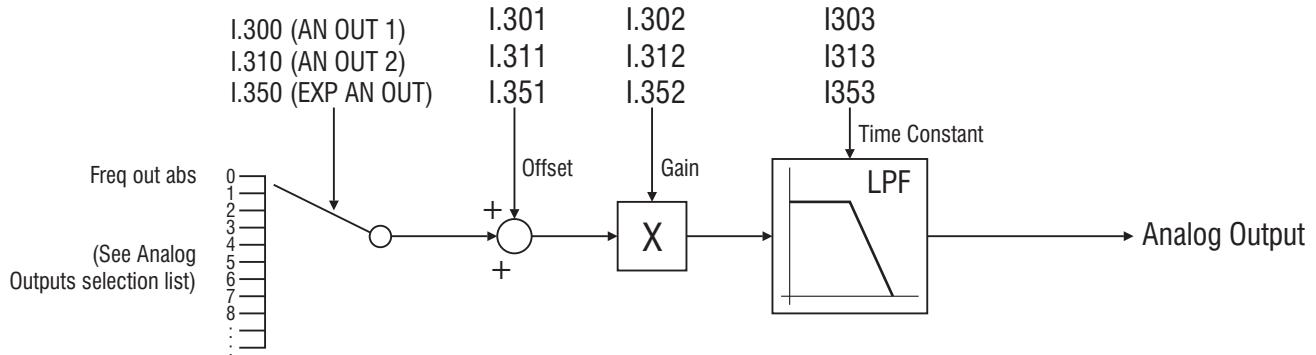 I.300 (AN OUT 1)
I.310 (AN OUT 2)
I.350 (EXP AN OUT)
I.301
I.311
I.351
I.302
I.312
I.352
I303
I313
I353
Time Constant
Offset
Gain
LPF
Freq out abs
(See Analog
Outputs selection list)
0
1
2
3
4
5
6
7
8
.
.
.
+
+
X
Analog Output